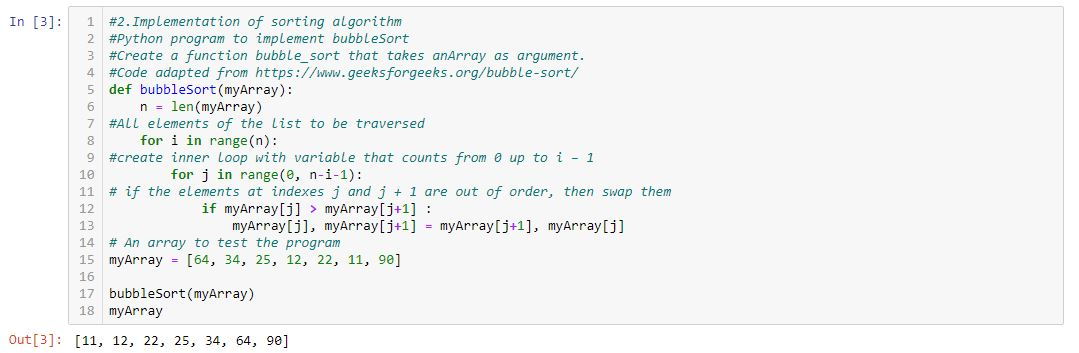 In [3]:
1 #2.Implementation of sorting algorithm
2 #Python program to implement bubbleSort
3 #Create a function bubble_sort that takes anArray as argument.
4 #Code adapted from https://www.geeksforgeeks.org/bubble-sort/
5 def bubbleSort(myArray):
6     n = len(myArray)
7 #All elements of the list to be traversed
8     for i in range(n):
9 #create inner loop with variable that counts from 0 up to i – 1
10         for j in range(0, n-i-1):
11 # if the elements at indexes j and j + 1 are out of order, then swap them
12             if myArray[j] > myArray[j+1] :
13                 myArray[j], myArray[j+1] = myArray[j+1], myArray[j]
14 # An array to test the program
15 myArray = [64, 34, 25, 12, 22, 11, 90]
16
17 bubbleSort(myArray)
18 myArray
Out[3]: [11, 12, 22, 25, 34, 64, 90]